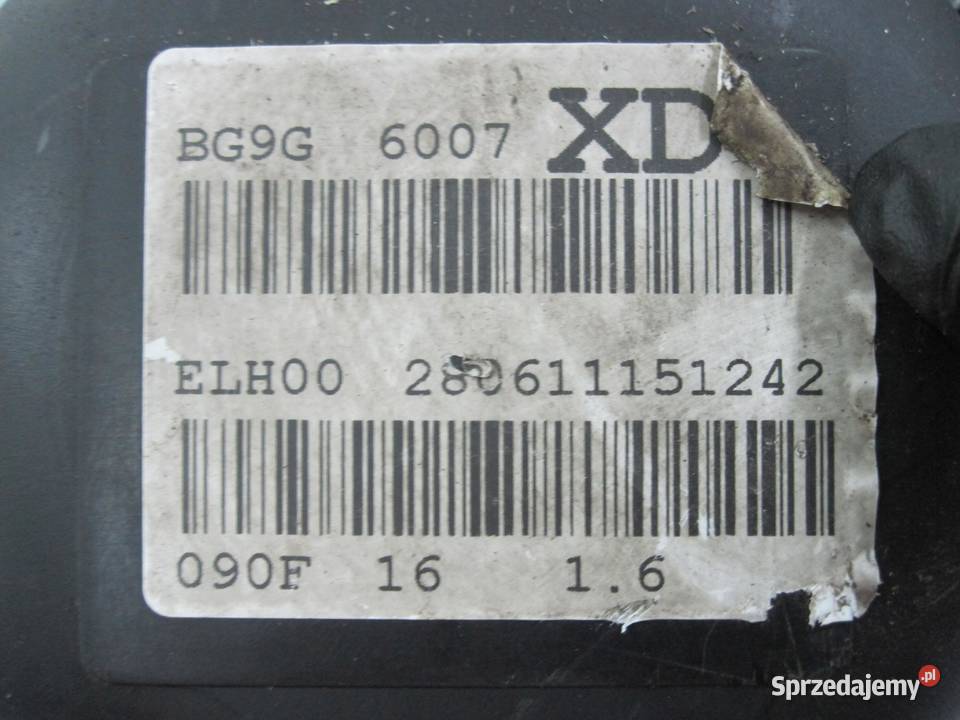 BG9G 6007 XD
ELH00 280611151242
090F 16 1.6
Sprzedajemy.pl